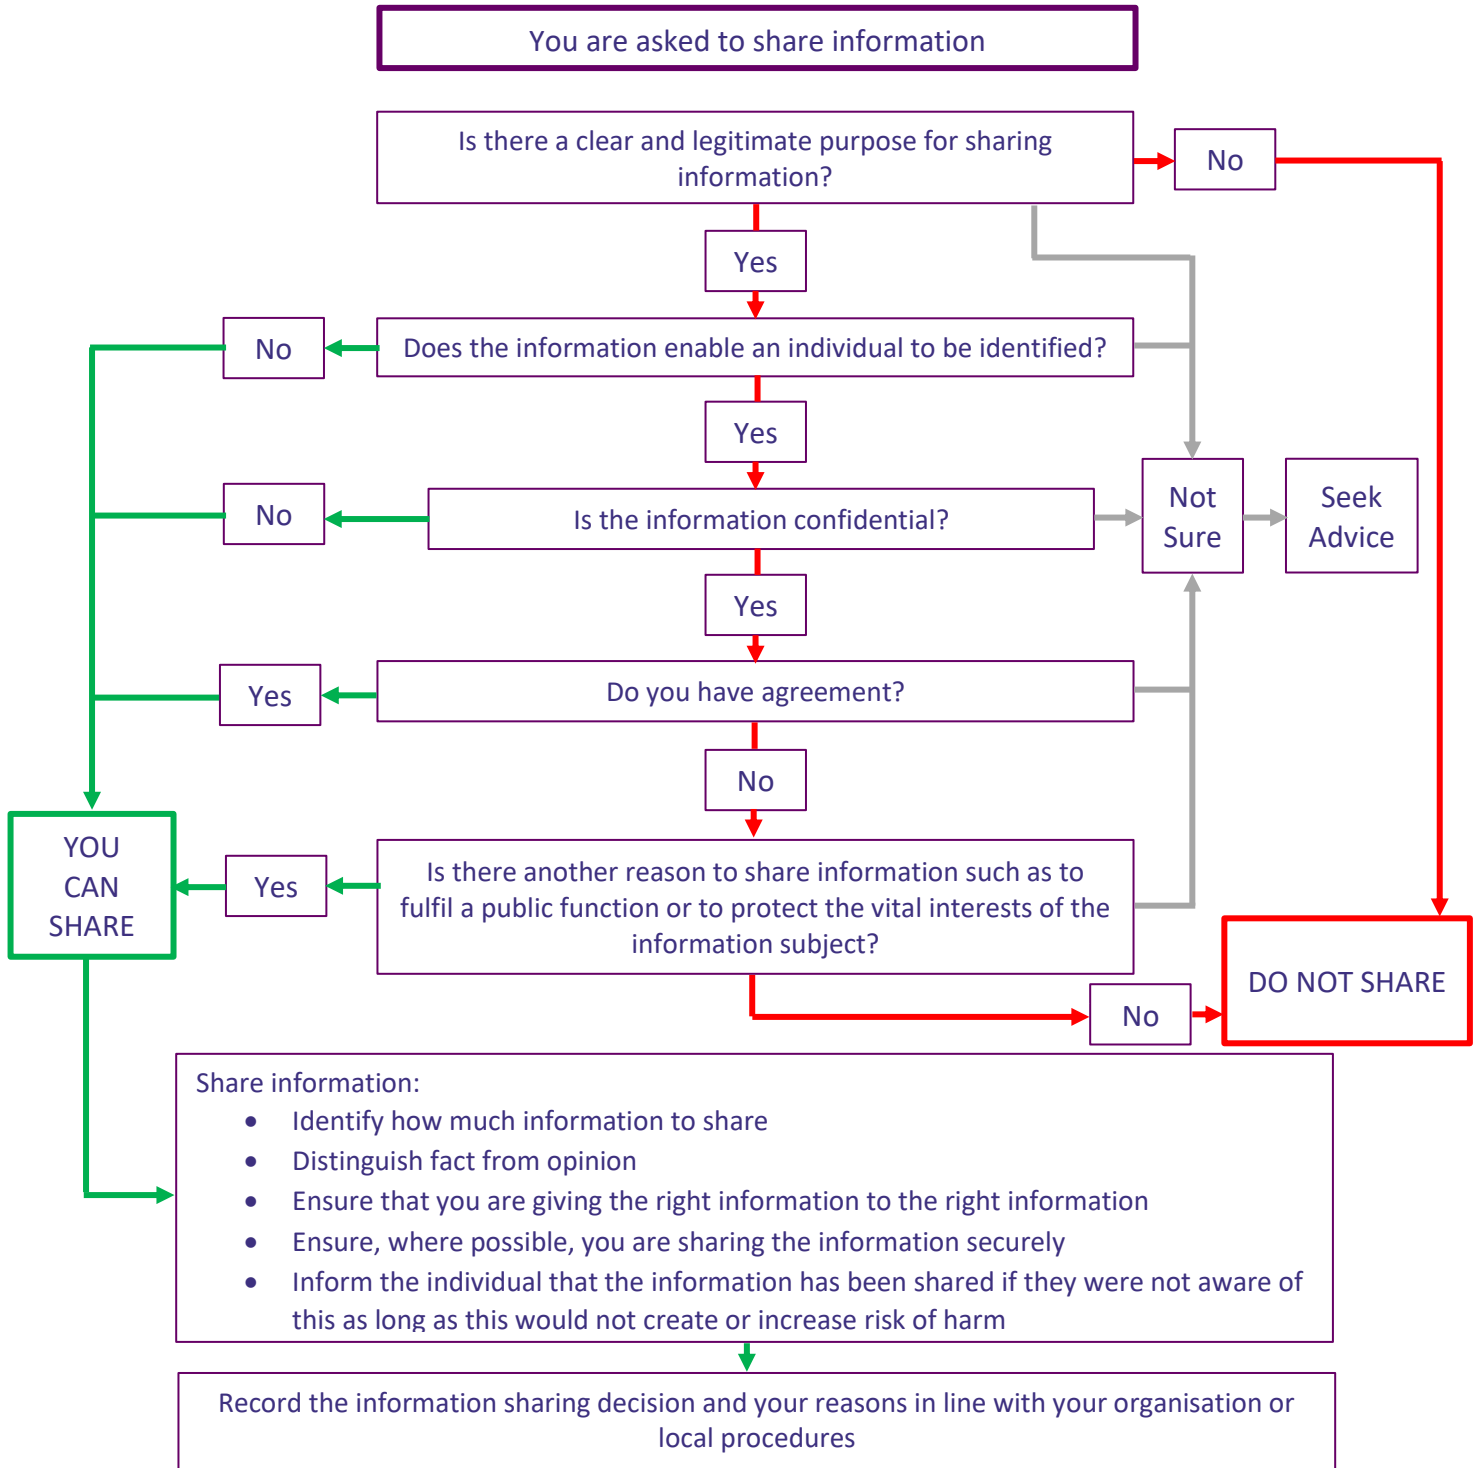 You are asked to share information
Is there a clear and legitimate purpose for sharing
information?
No
Yes
No
Does the information enable an individual to be identified?
Yes
No
Is the information confidential?
Not
Sure
Seek
Advice
Yes
Yes
Do you have agreement?
No
YOU
CAN
SHARE
Yes
Is there another reason to share information such as to
fulfil a public function or to protect the vital interests of the
information subject?
DO NOT SHARE
No
Share information:
• Identify how much information to share
• Distinguish fact from opinion
• Ensure that you are giving the right information to the right information
• Ensure, where possible, you are sharing the information securely
• Inform the individual that the information has been shared if they were not aware of
this as long as this would not create or increase risk of harm
Record the information sharing decision and your reasons in line with your organisation or
local procedures